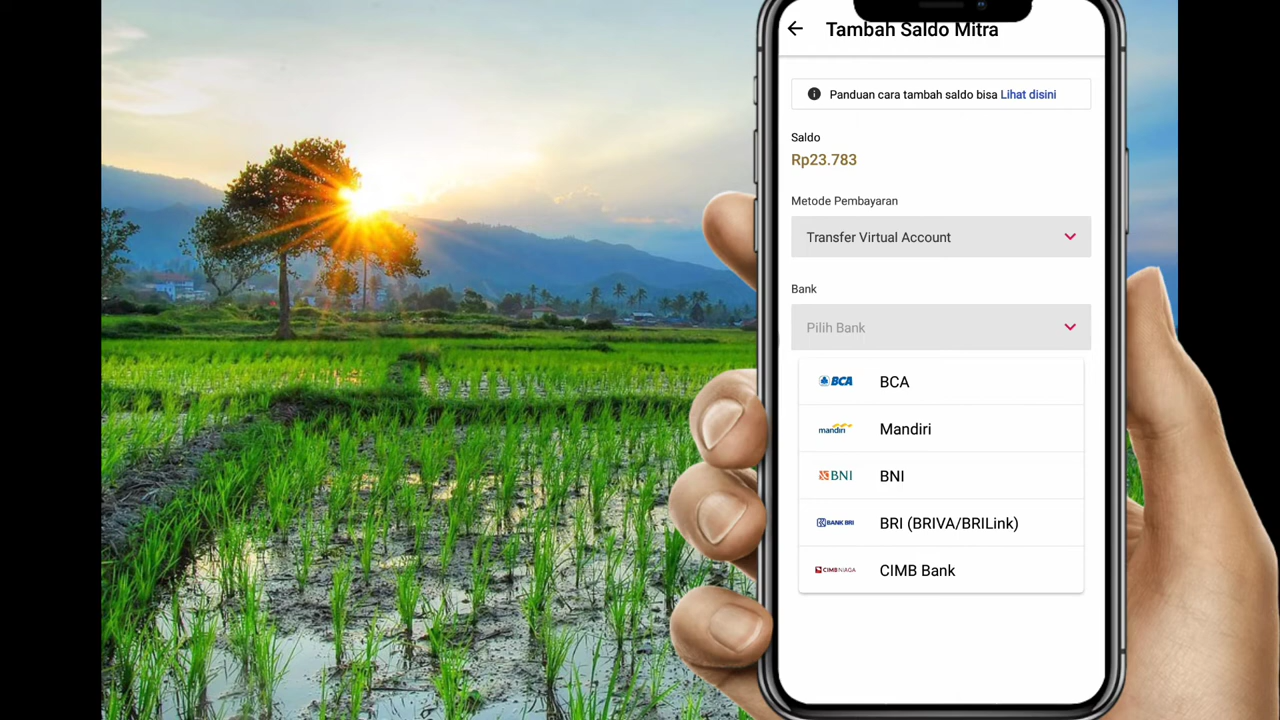 Tambah Saldo Mitra
Panduan cara tambah saldo bisa Lihat disini
Saldo
Rp23.783
Metode Pembayaran
Transfer Virtual Account
Bank
Pilih Bank
BCA BCA
mandiri Mandiri
BNI BNI
BANK BRI BRI (BRIVA/BRILink)
CIMB NIAGA CIMB Bank